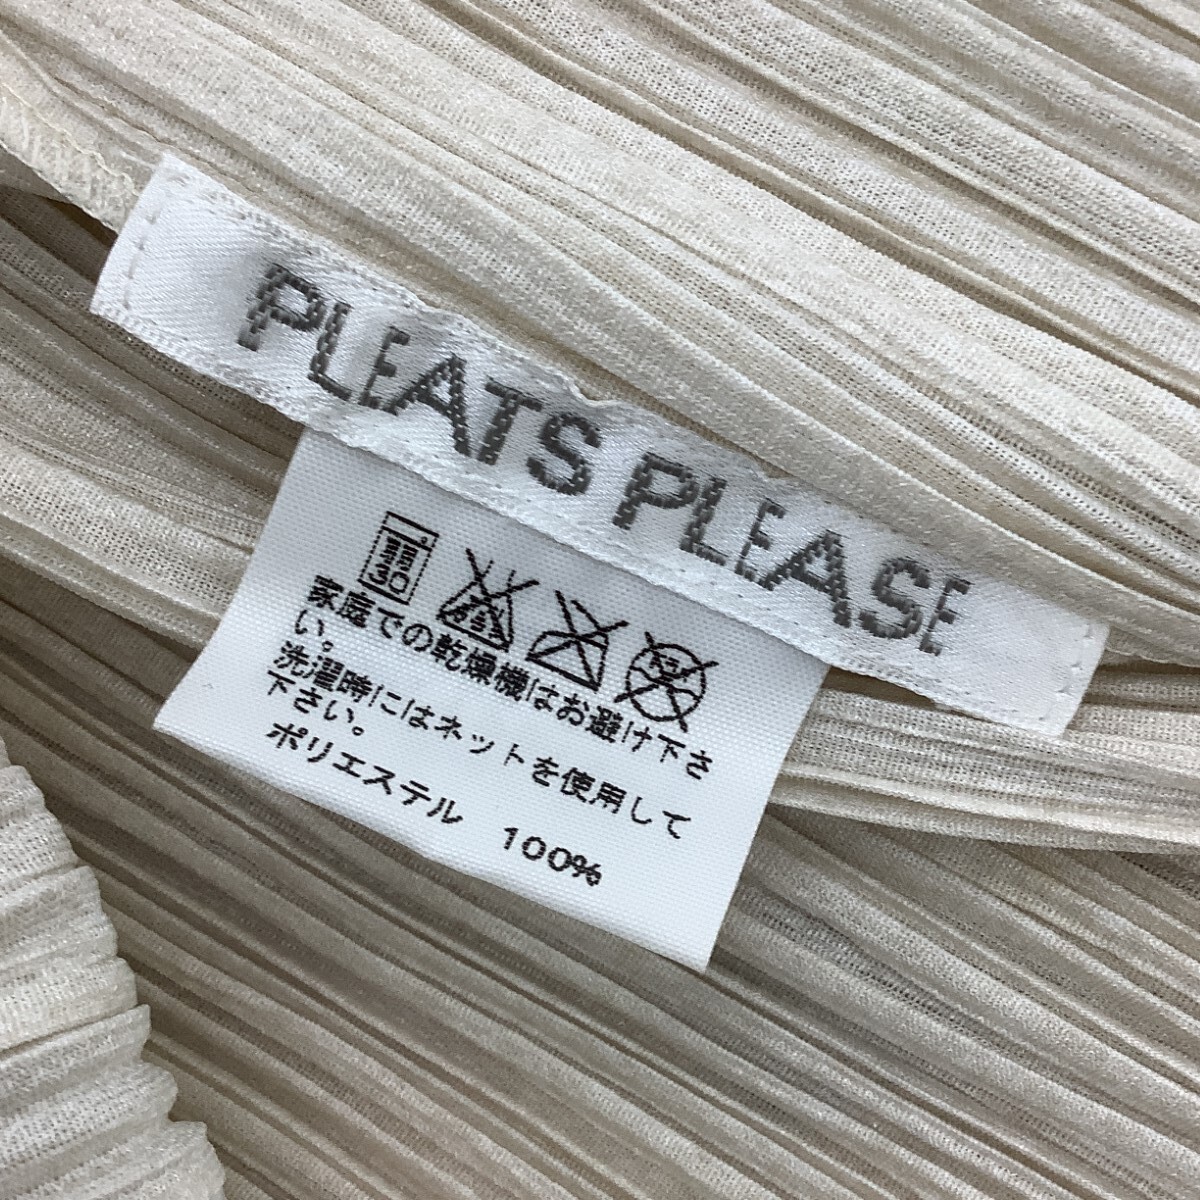 PLEATS PLEASE
家庭での乾燥機はお避け下さ
い。
洗濯時にはネットを使用して
下さい。
ポリエステル 100%